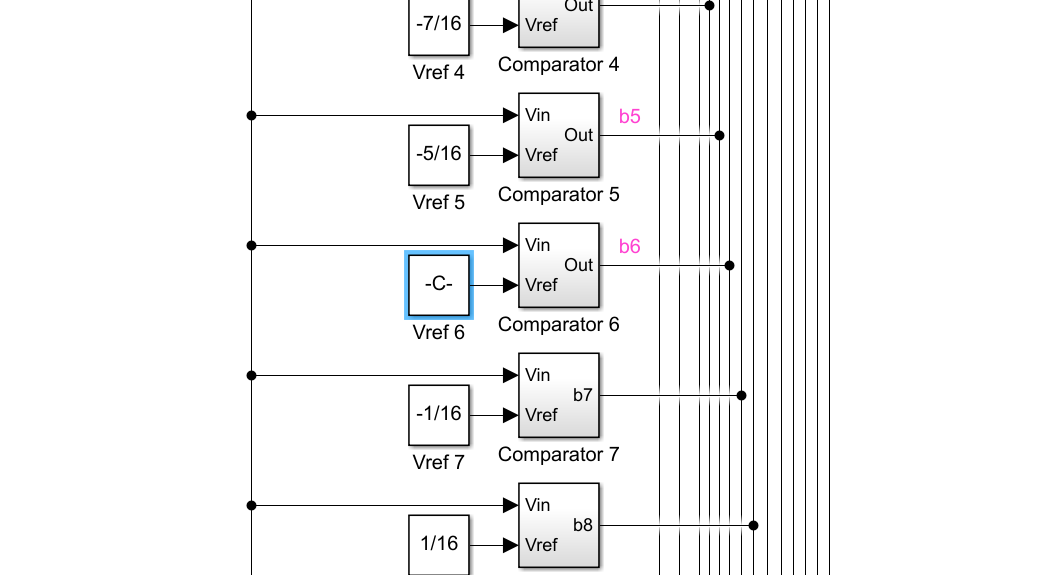 Out
-7/16
Vref
Vref 4
Comparator 4
Vin
b5
Out
-5/16
Vref
Vref 5
Comparator 5
Vin
b6
Out
-C-
Vref
Vref 6
Comparator 6
Vin
b7
-1/16
Vref
Vref 7
Comparator 7
Vin
b8
1/16
Vref